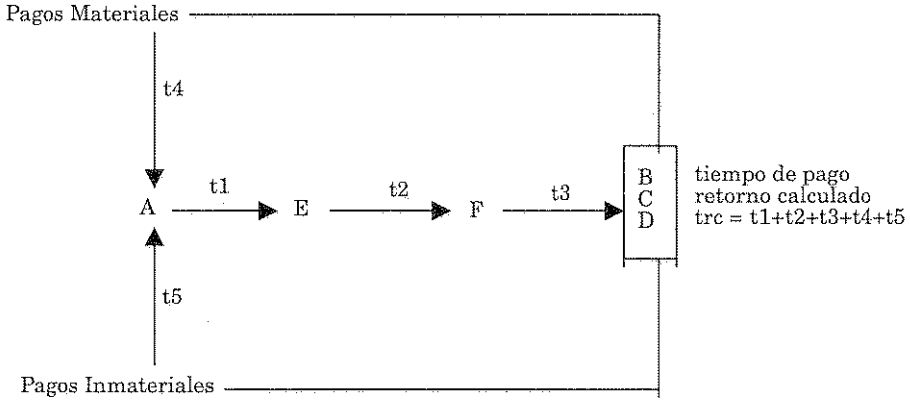 Pagos Materiales
t4
t1
t2
t3
A
E
F
B
C
D
tiempo de pago
retorno calculado
trc = t1+t2+t3+t4+t5
t5
Pagos Inmateriales